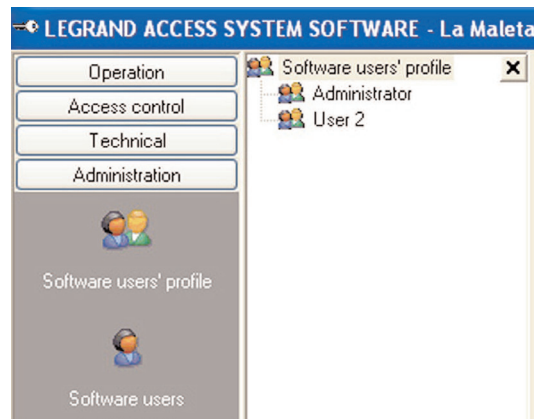 LEGRAND ACCESS SYSTEM SOFTWARE - La Maleta
Operation
Access control
Technical
Administration
Software users' profile
Software users
Software users' profile
Administrator
User 2